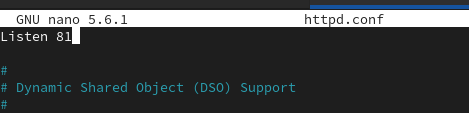 GNU nano 5.6.1 httpd.conf
Listen 81
#
# Dynamic Shared Object (DSO) Support
#